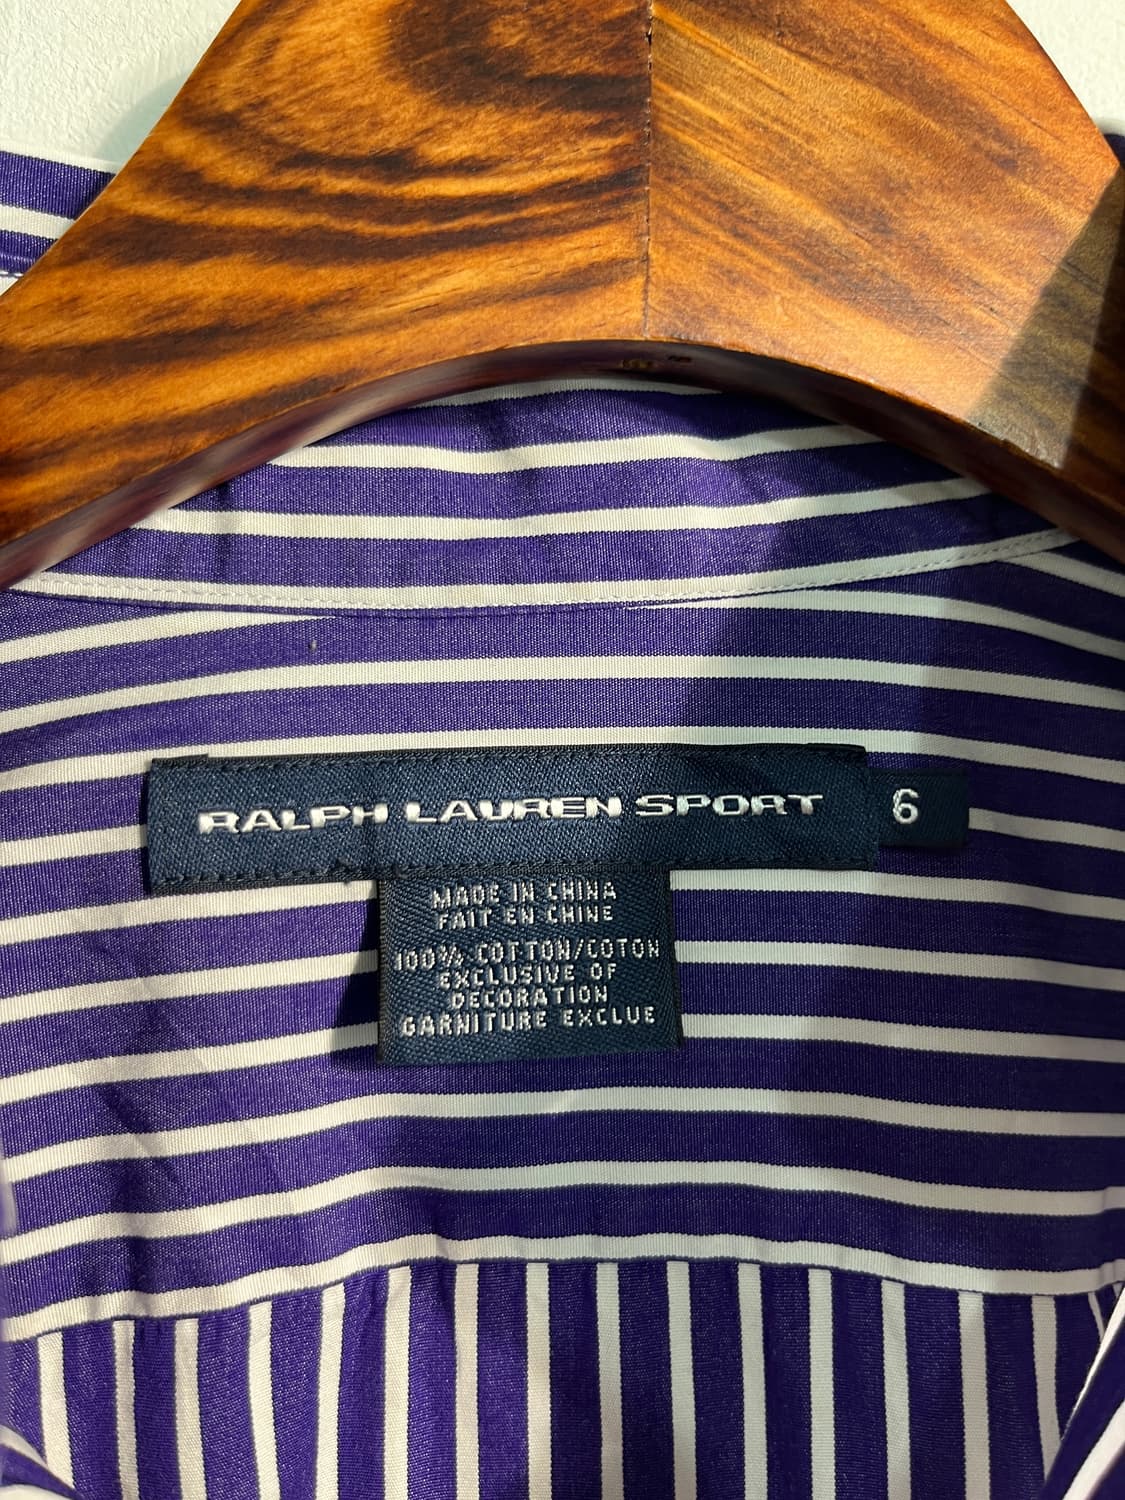 RALPH LAUREN SPORT
6
MADE IN CHINA
FAIT EN CHINE
100% COTTON/COTON
EXCLUSIVE OF
DECORATION
GARNITURE EXCLUE